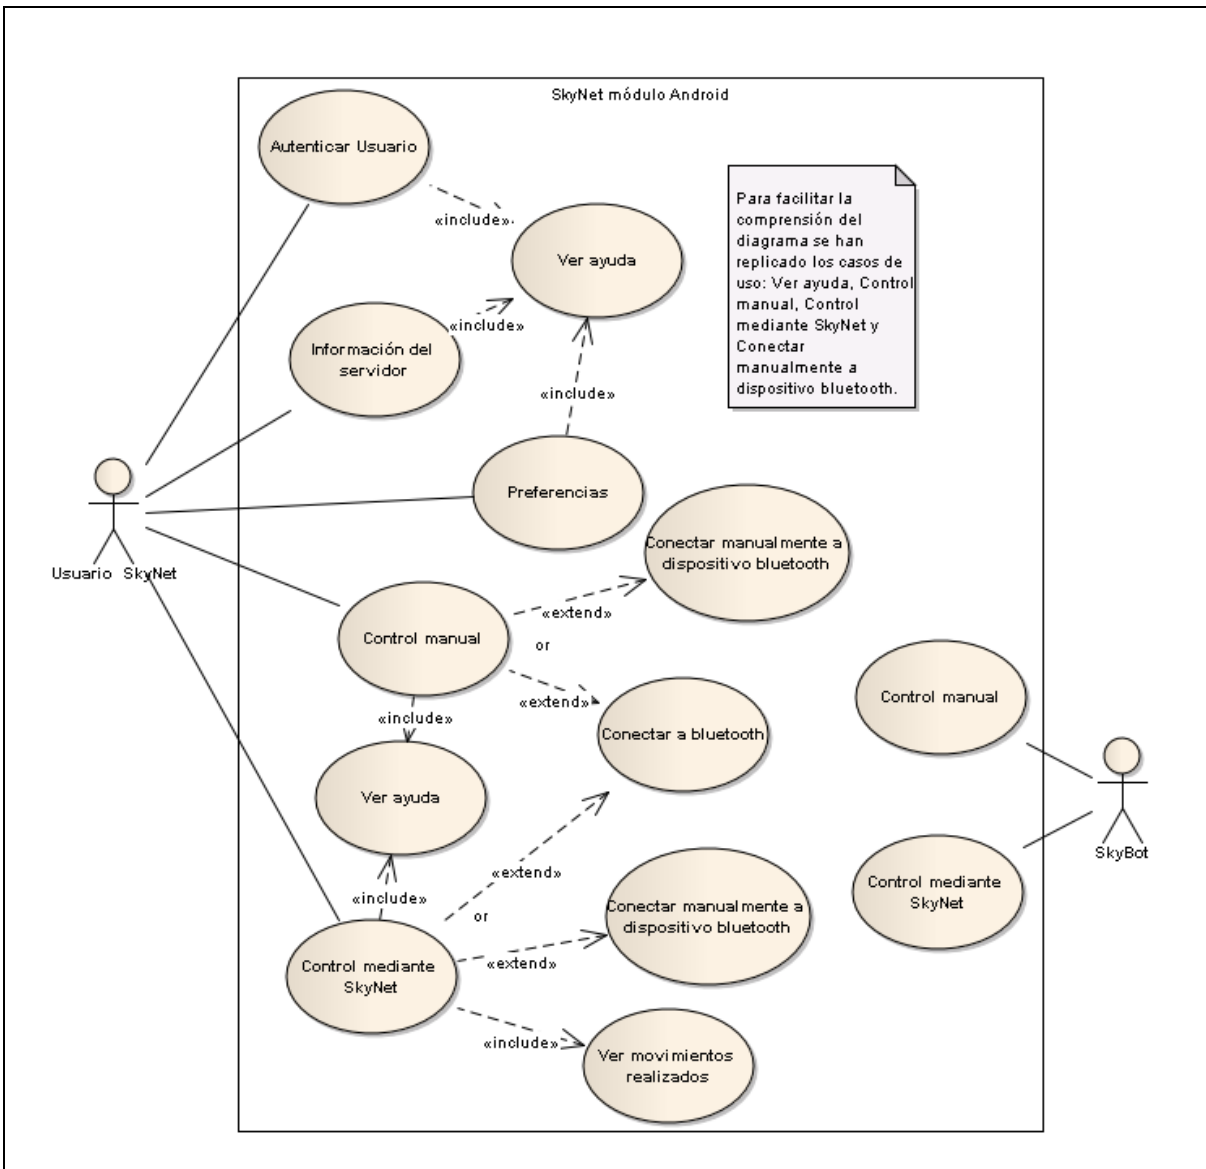 SkyNet módulo Android
Autenticar Usuario
«include»
Ver ayuda
Para facilitar la
comprensión del
diagrama se han
replicado los casos de
uso: Ver ayuda, Control
manual, Control
mediante SkyNet y
Conectar
manualmente a
dispositivo bluetooth.
«include»
Información del
servidor
«include»
Preferencias
Usuario SkyNet
Conectar manualmente a
dispositivo bluetooth
«extend»
Control manual
or
«extend»
«include»
Conectar a bluetooth
Control manual
Ver ayuda
SkyBot
«extend»
«include»
or
Conectar manualmente a
dispositivo bluetooth
Control mediante
SkyNet
«extend»
Control mediante
SkyNet
«include»
Ver movimientos
realizados